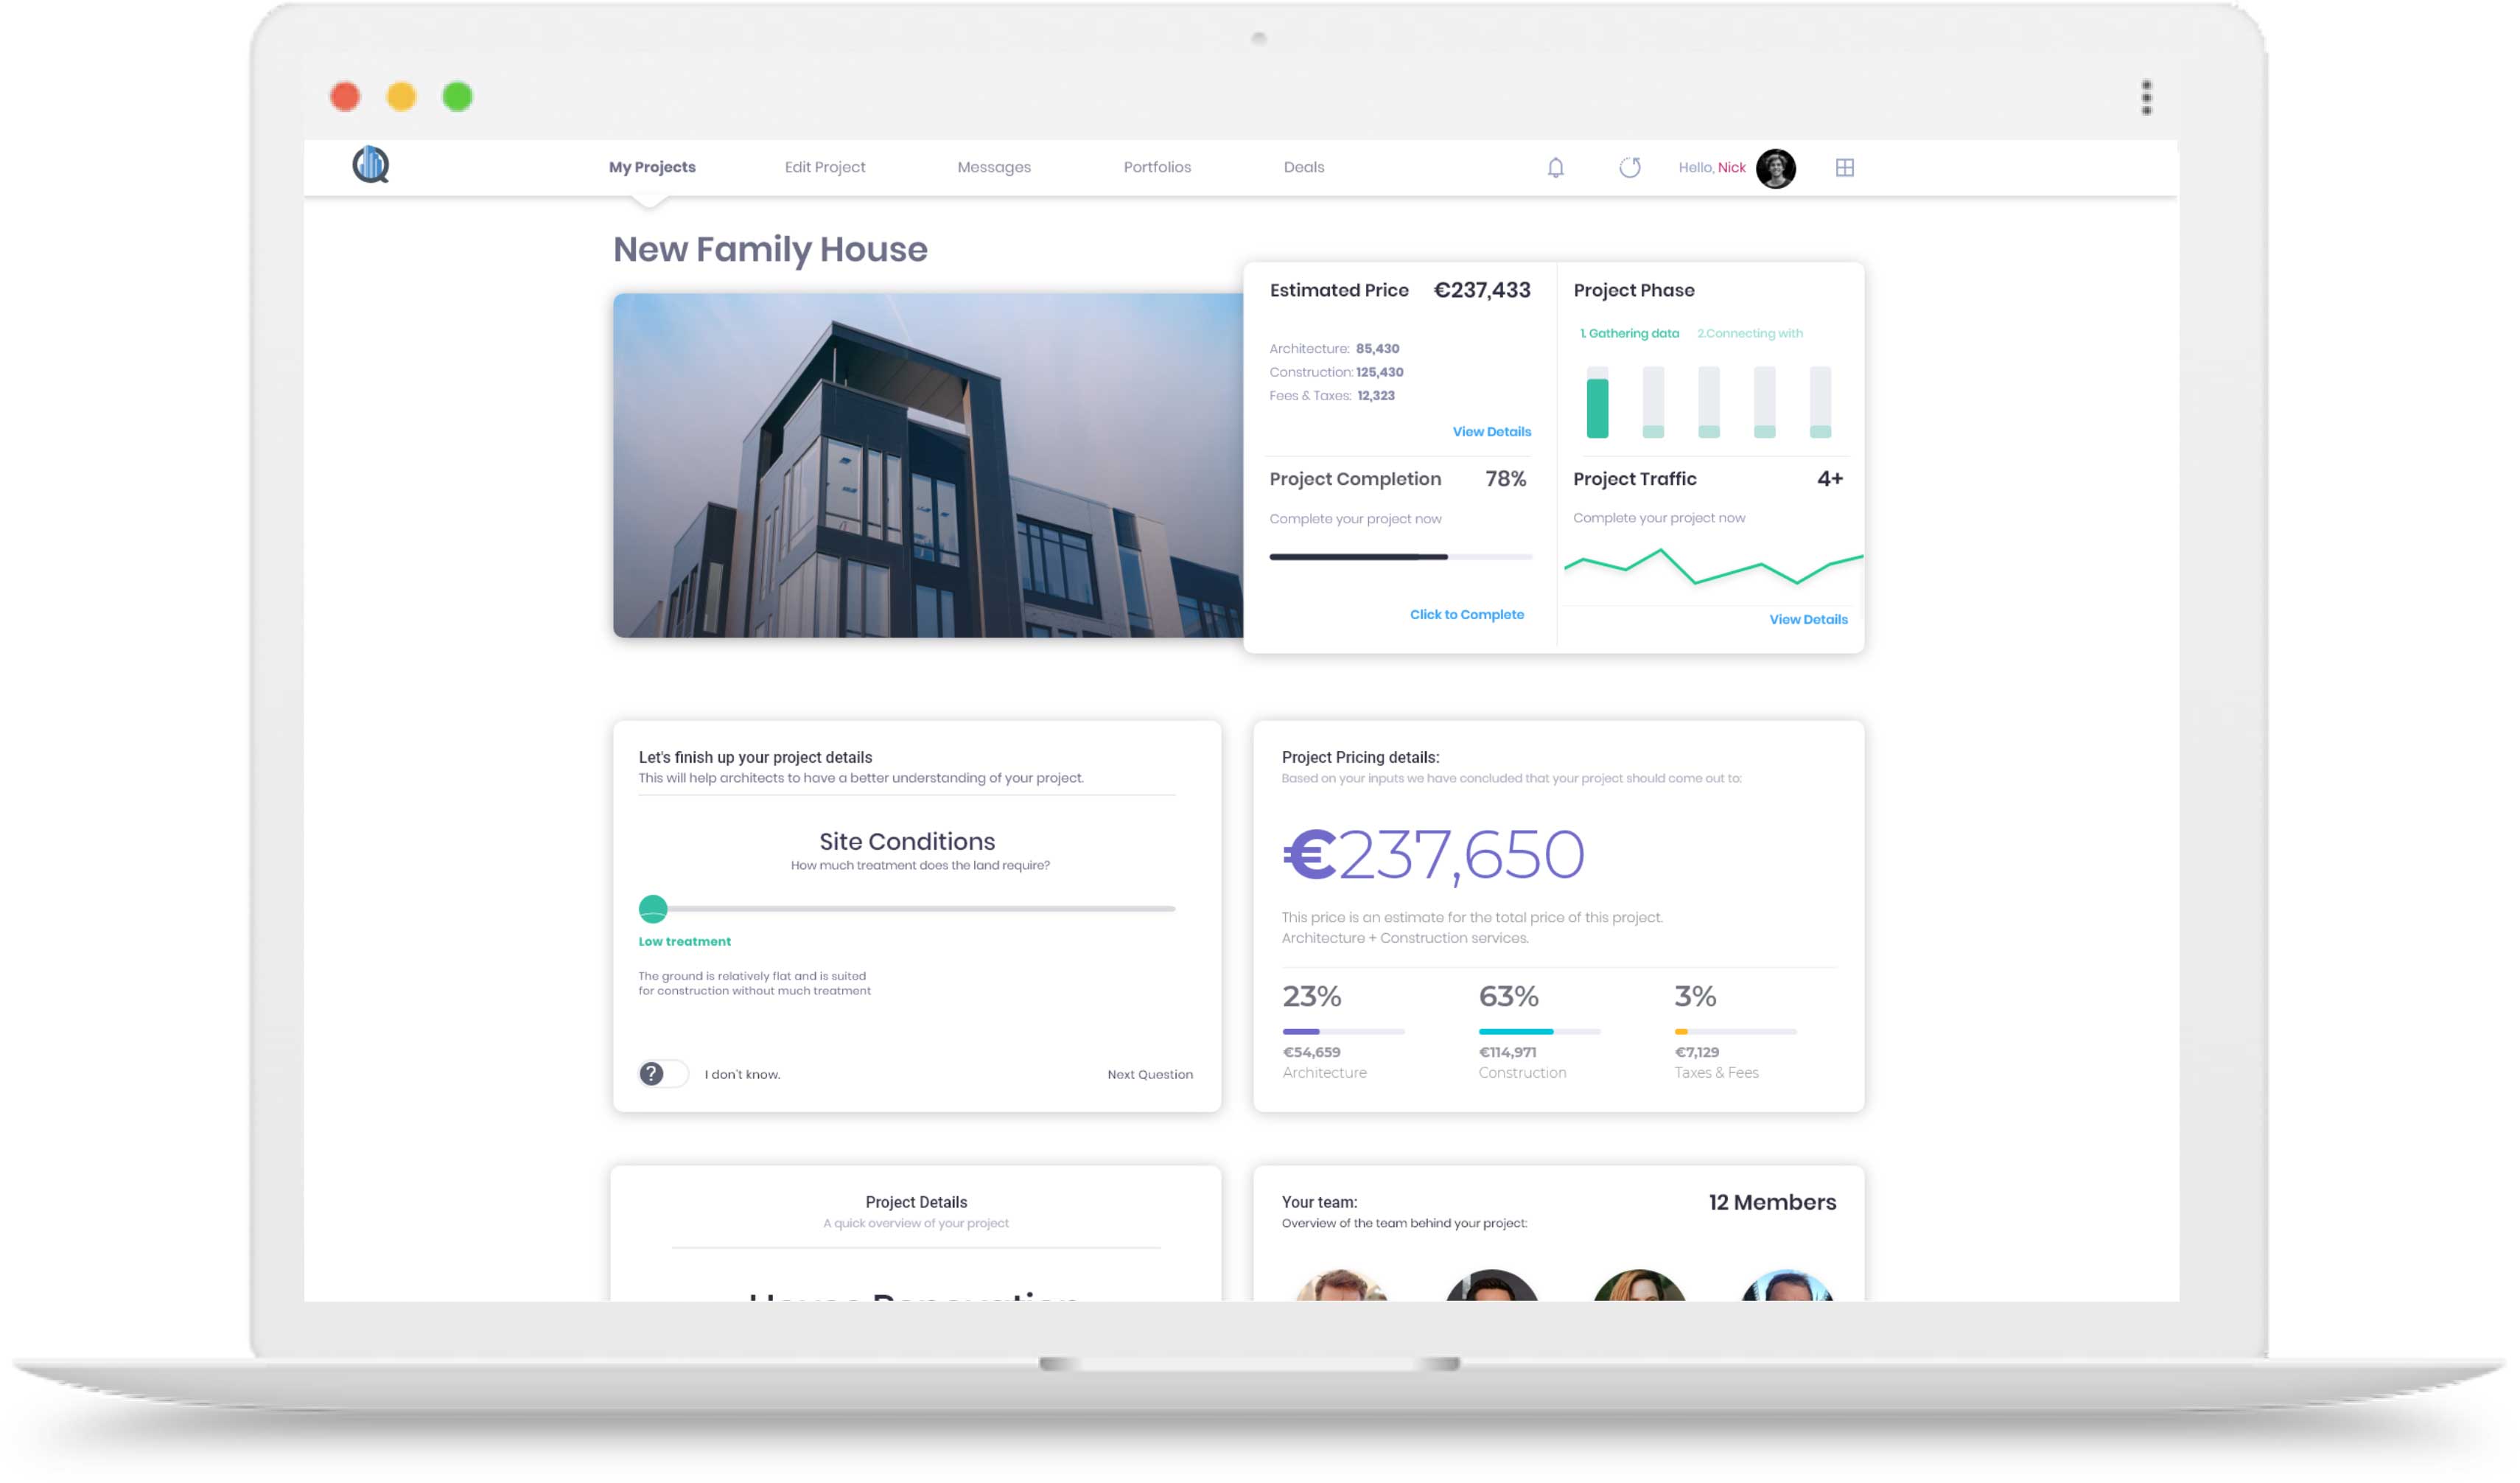 My Projects
Edit Project
Messages
Portfolios
Deals
Hello, Nick
New Family House
Estimated Price €237,433
Architecture: 85,430
Construction: 125,430
Fees & Taxes: 12,323
View Details
Project Phase
1. Gathering data 2.Connecting with
Project Completion 78%
Complete your project now
Click to Complete
Project Traffic 4+
Complete your project now
View Details
Let's finish up your project details
This will help architects to have a better understanding of your project.
Site Conditions
How much treatment does the land require?
Low treatment
The ground is relatively flat and is suited
for construction without much treatment
? I don't know.
Next Question
Project Pricing details:
Based on your inputs we have concluded that your project should come out to:
€237,650
This price is an estimate for the total price of this project.
Architecture + Construction services.
23% 63% 3%
€54,659 €114,971 €7,129
Architecture Construction Taxes & Fees
Project Details
A quick overview of your project
Your team: 12 Members
Overview of the team behind your project: